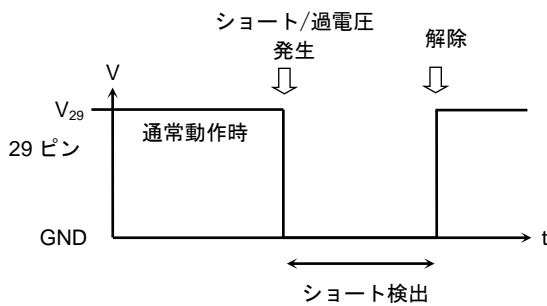 ショート/過電圧
発生
解除
V
V29
通常動作時
29 ピン
GND
t
ショート検出